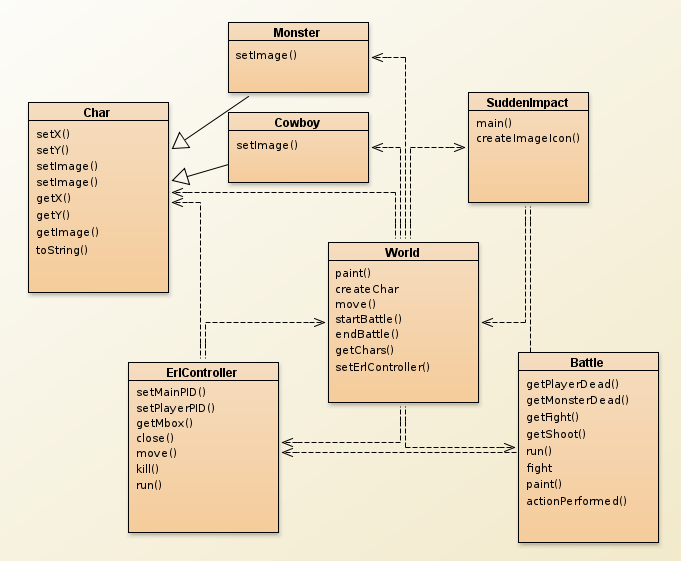 Monster
setImage()
Char
setX()
setY()
setImage()
setImage()
getX()
getY()
getImage()
toString()
Cowboy
setImage()
SuddenImpact
main()
createImageIcon()
World
paint()
createChar
move()
startBattle()
endBattle()
getChars()
setErlController()
ErlController
setMainPID()
setPlayerPID()
getMbox()
close()
move()
kill()
run()
Battle
getPlayerDead()
getMonsterDead()
getFight()
getShoot()
run()
fight
paint()
actionPerformed()